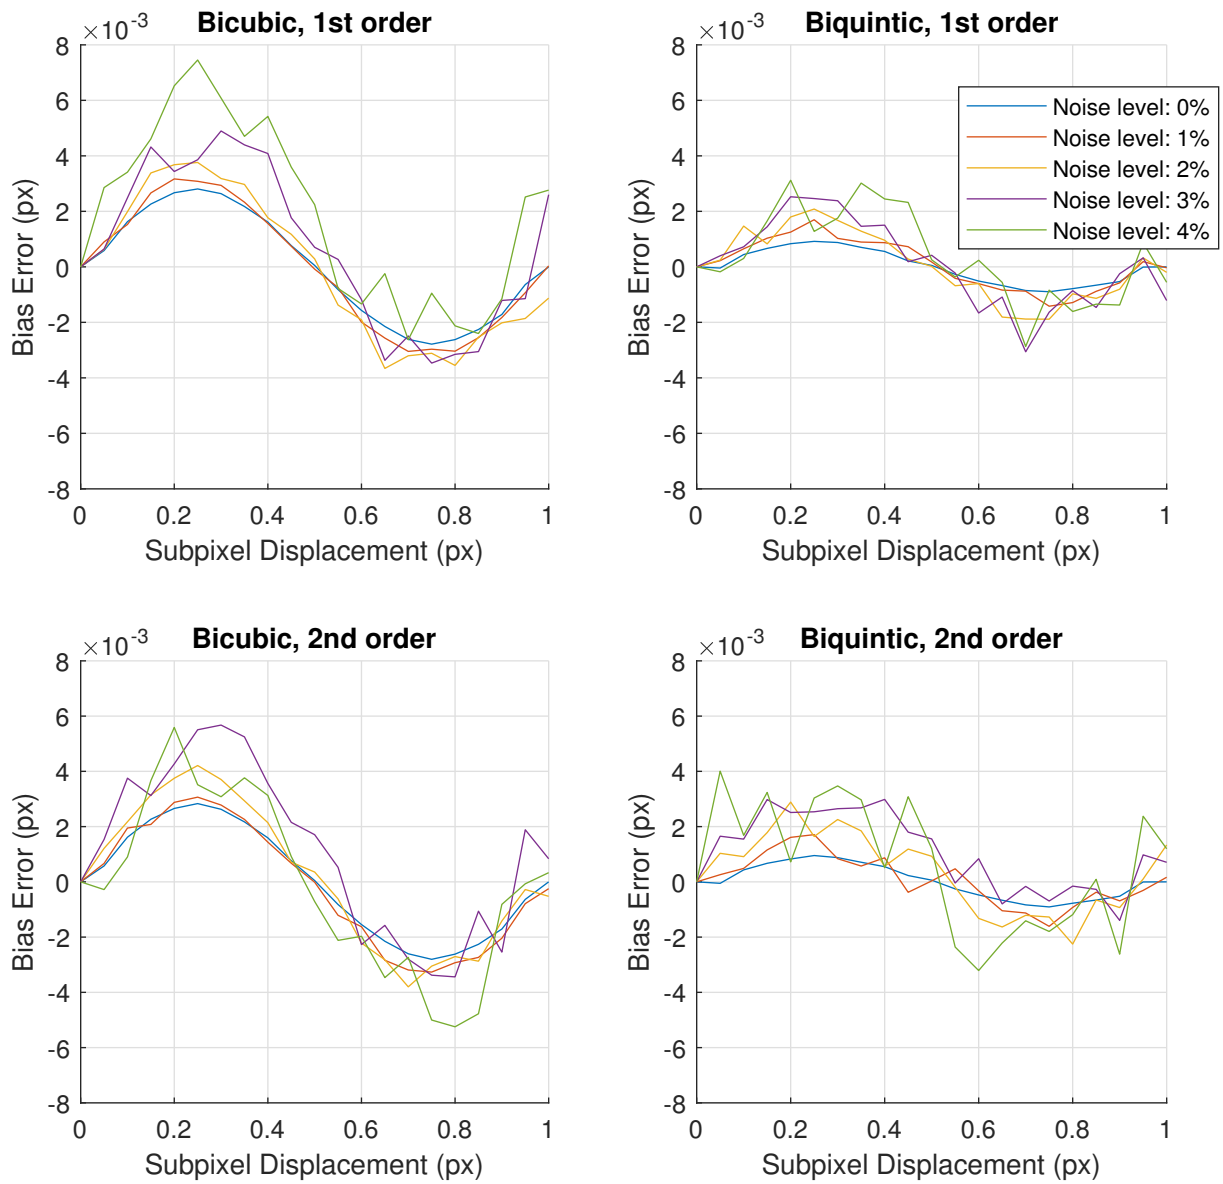 Bicubic, 1st order
×10-3
8
6
4
2
0
-2
-4
-6
-8
0 0.2 0.4 0.6 0.8 1
Bias Error (px)
Subpixel Displacement (px)
Biquintic, 1st order
×10-3
8
6
4
2
0
-2
-4
-6
-8
0 0.2 0.4 0.6 0.8 1
Bias Error (px)
Subpixel Displacement (px)
Noise level: 0%
Noise level: 1%
Noise level: 2%
Noise level: 3%
Noise level: 4%
Bicubic, 2nd order
×10-3
8
6
4
2
0
-2
-4
-6
-8
0 0.2 0.4 0.6 0.8 1
Bias Error (px)
Subpixel Displacement (px)
Biquintic, 2nd order
×10-3
8
6
4
2
0
-2
-4
-6
-8
0 0.2 0.4 0.6 0.8 1
Bias Error (px)
Subpixel Displacement (px)